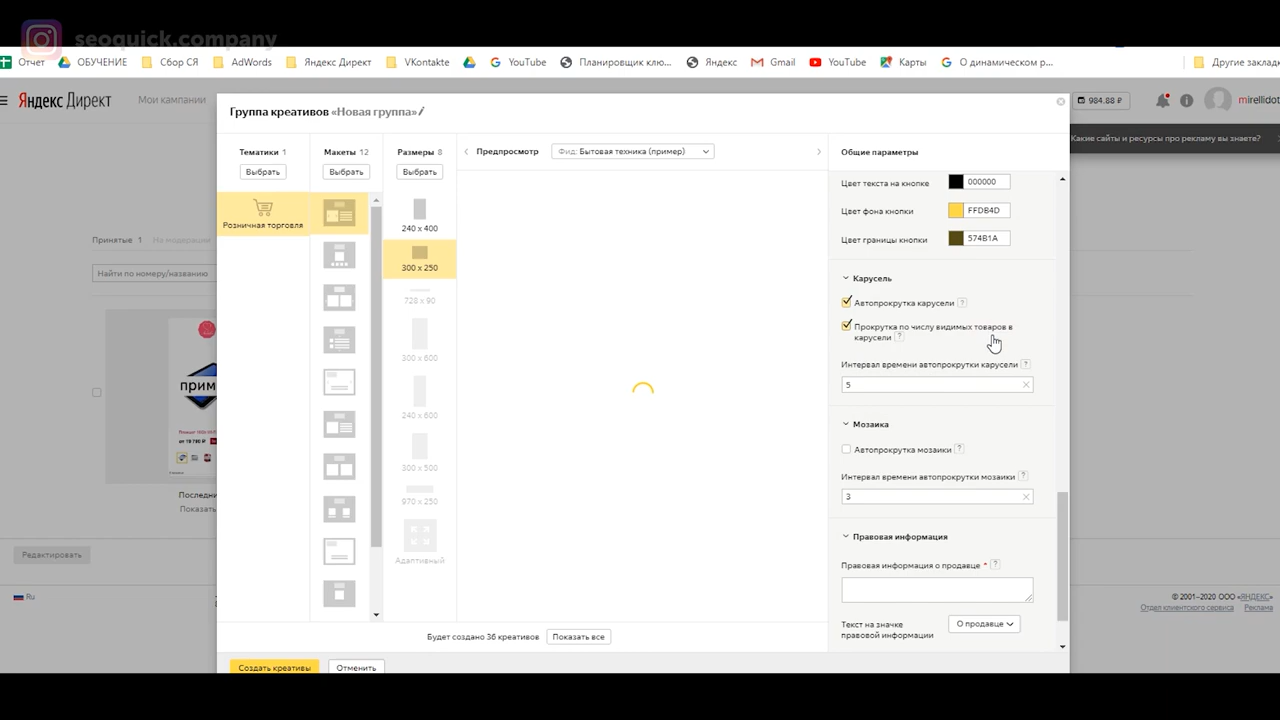 seoquick.company
Отчет
ОБУЧЕНИЕ
Сбор СЯ
AdWords
Яндекс Директ
VKontakte
YouTube
Планировщик клю...
Яндекс
Gmail
YouTube
Карты
О динамическом р...
Другие заклад
Яндекс Директ
Мои кампании
984.88 ₽
mirellidot
Какие сайты и ресурсы про рекламу вы знаете?
Группа креативов «Новая группа»
Тематики 1
Выбрать
Розничная торговля
Макеты 12
Выбрать
Размеры 8
Выбрать
240 x 400
300 x 250
728 x 90
300 x 600
240 x 600
300 x 500
970 x 250
Адаптивный
Предпросмотр
Фид: Бытовая техника (пример)
Общие параметры
Цвет текста на кнопке
000000
Цвет фона кнопки
FFDB4D
Цвет границы кнопки
574B1A
Карусель
Автопрокрутка карусели ?
Прокрутка по числу видимых товаров в
карусели ?
Интервал времени автопрокрутки карусели ?
5
Мозаика
Автопрокрутка мозаики ?
Интервал времени автопрокрутки мозаики ?
3
Правовая информация
Правовая информация о продавце * ?
Текст на значке
правовой информации
О продавце
Будет создано 36 креативов
Показать все
Создать креативы
Отменить
Принятые 1
На модерации
Найти по номеру/названию
прим
Последни
Показать
Редактировать
Ru
© 2001–2020 ООО «ЯНДЕКС»
Отдел клиентского сервиса
Реклама